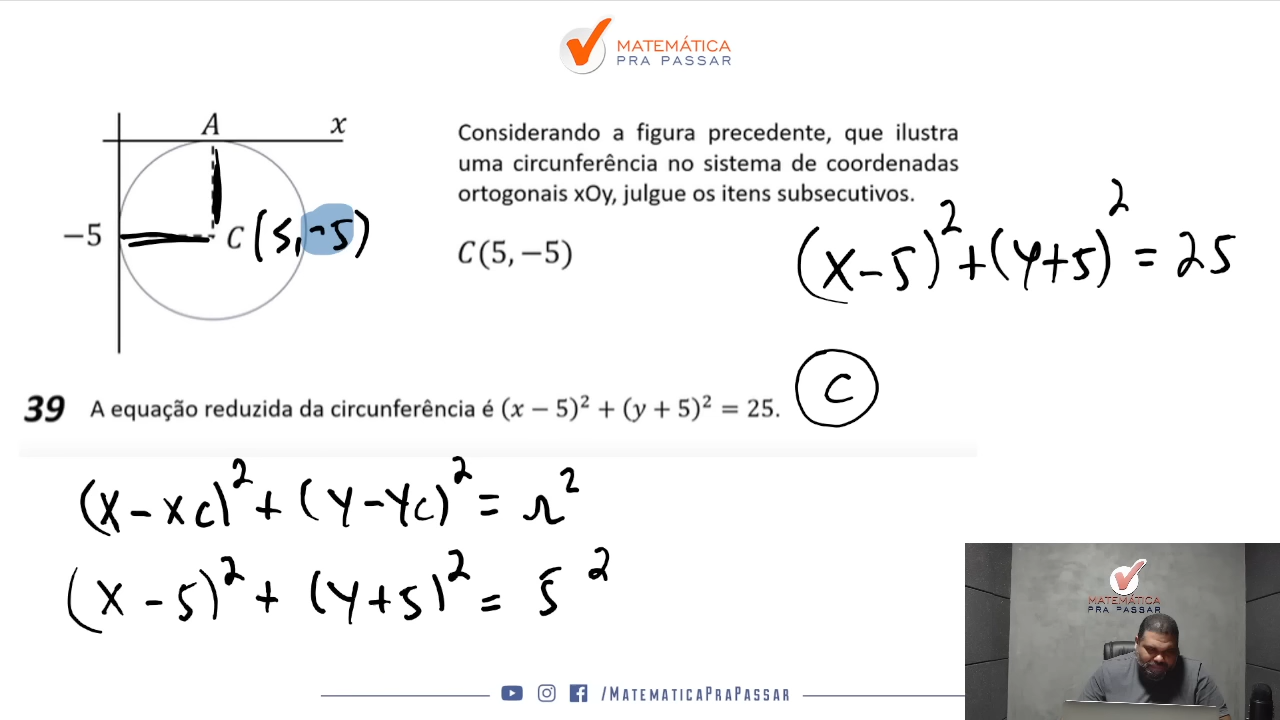 MATEMÁTICA
PRA PASSAR
A x
-5 C (5, -5)
Considerando a figura precedente, que ilustra
uma circunferência no sistema de coordenadas
ortogonais xOy, julgue os itens subsecutivos.
C(5, −5)
(x-5)² + (y+5)² = 25
C
39 A equação reduzida da circunferência é (x − 5)² + (y + 5)² = 25.
(x - xc)² + (y - yc)² = r²
(x - 5)² + (y+5)² = 5²
MATEMÁTICA
PRA PASSAR
/MATEMATICAPRAPASSAR